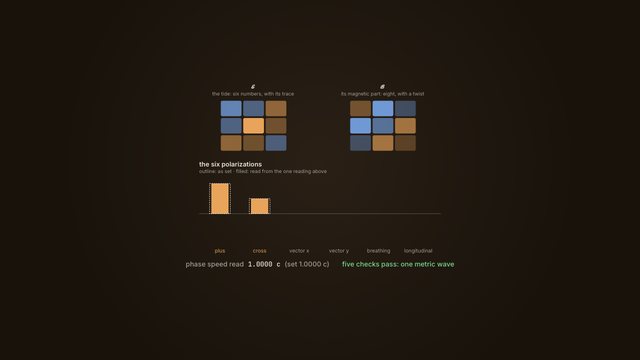 ℰ
ℬ
the tide: six numbers, with its trace
its magnetic part: eight, with a twist
the six polarizations
outline: as set · filled: read from the one reading above
plus cross vector x vector y breathing longitudinal
phase speed read 1.0000 c (set 1.0000 c) five checks pass: one metric wave